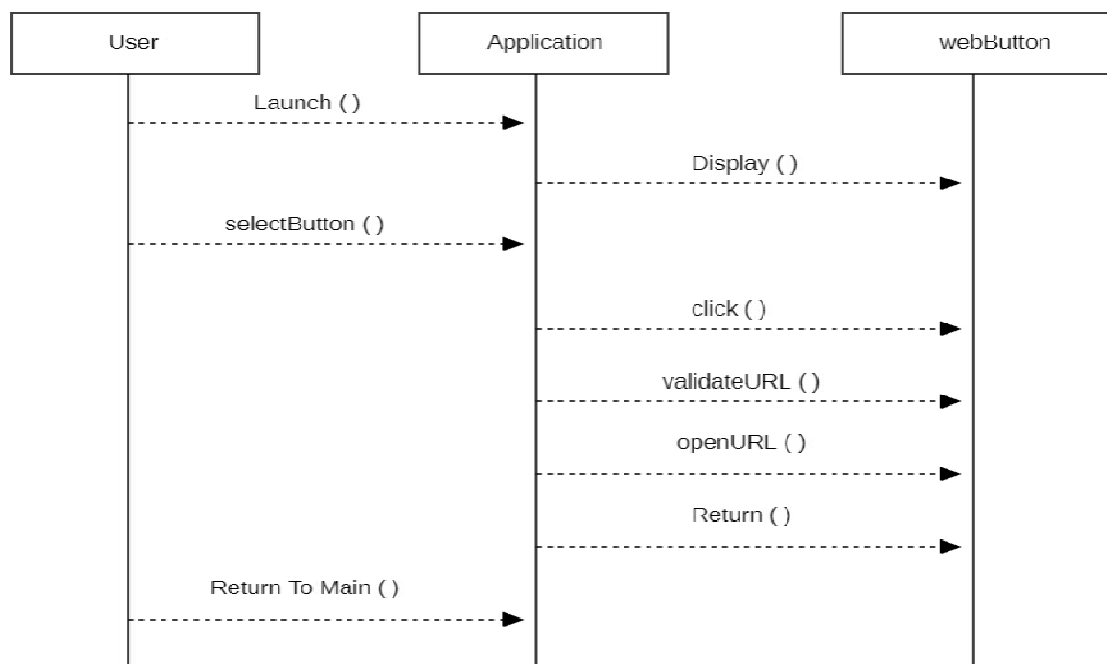 User
Application
webButton
Launch ( )
Display ( )
selectButton ( )
click ( )
validateURL ( )
openURL ( )
Return ( )
Return To Main ( )